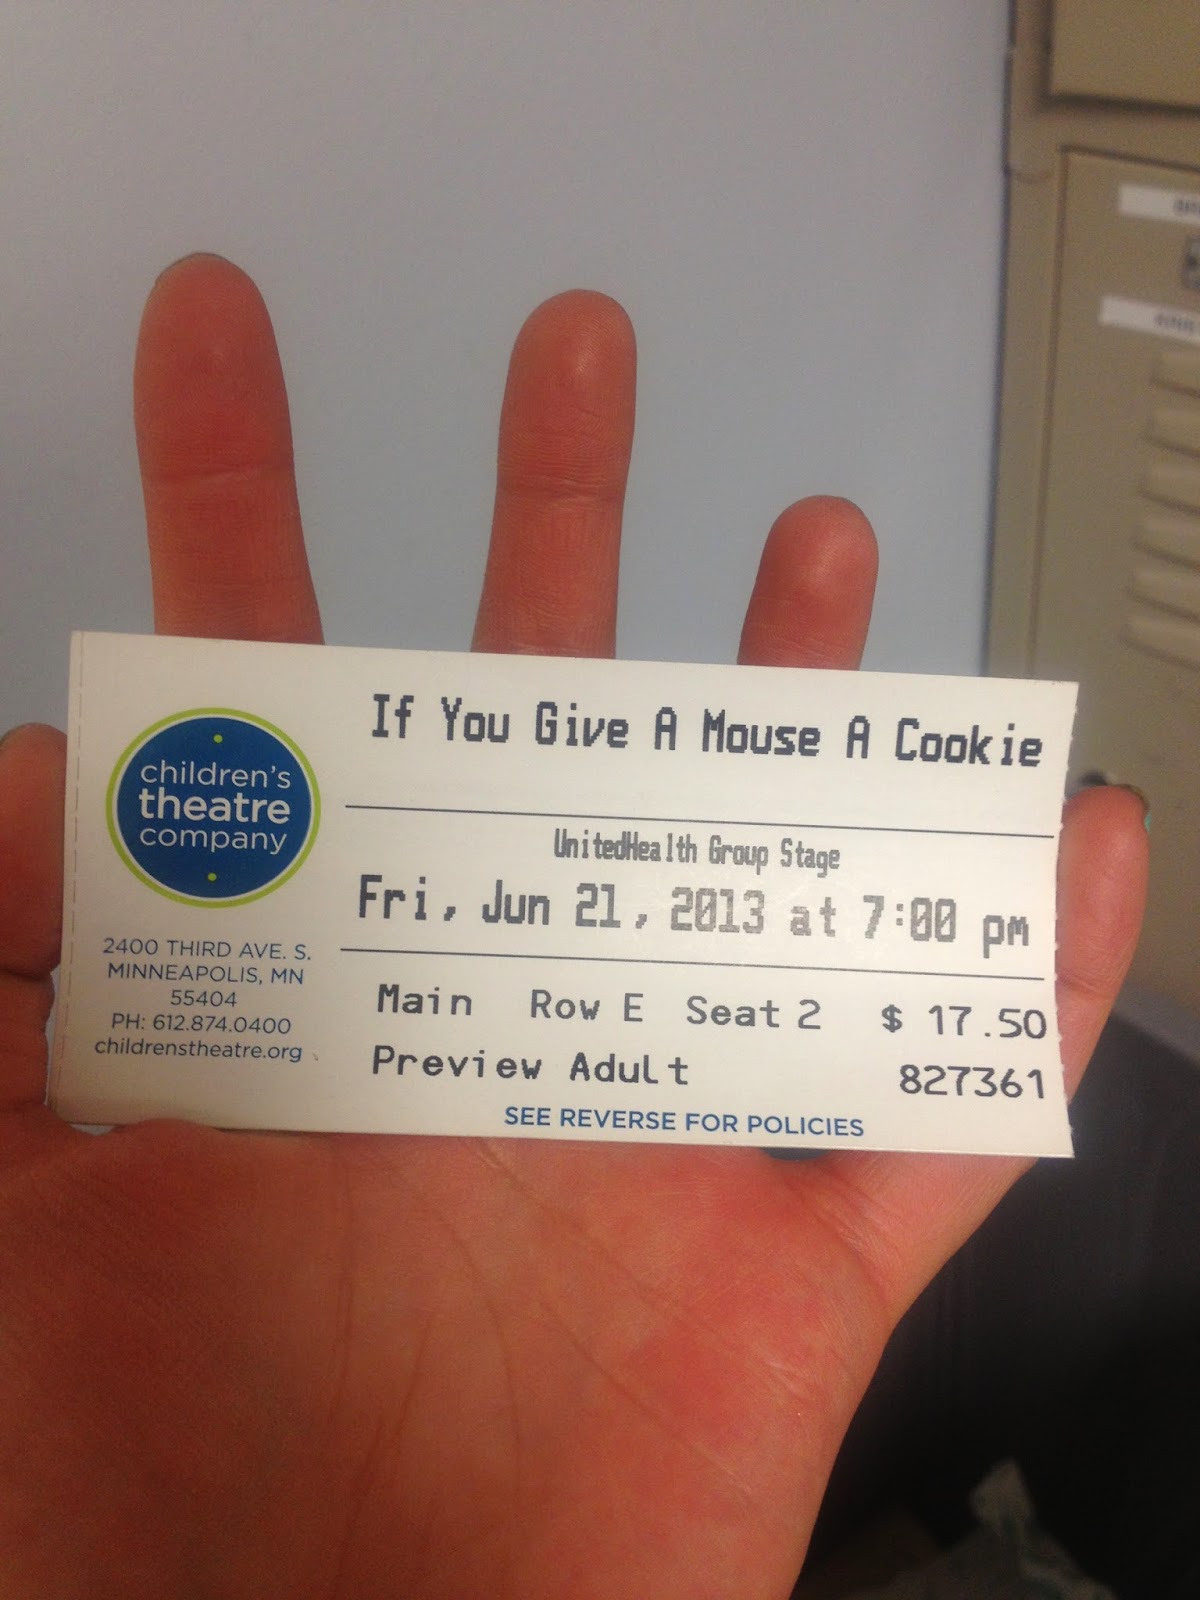 If You Give A Mouse A Cookie
children's
theatre
company
UnitedHealth Group Stage
Fri, Jun 21, 2013 at 7:00 pm
2400 THIRD AVE. S.
MINNEAPOLIS, MN
55404
PH: 612.874.0400
childrenstheatre.org
Main Row E Seat 2 $ 17.50
Preview Adult 827361
SEE REVERSE FOR POLICIES